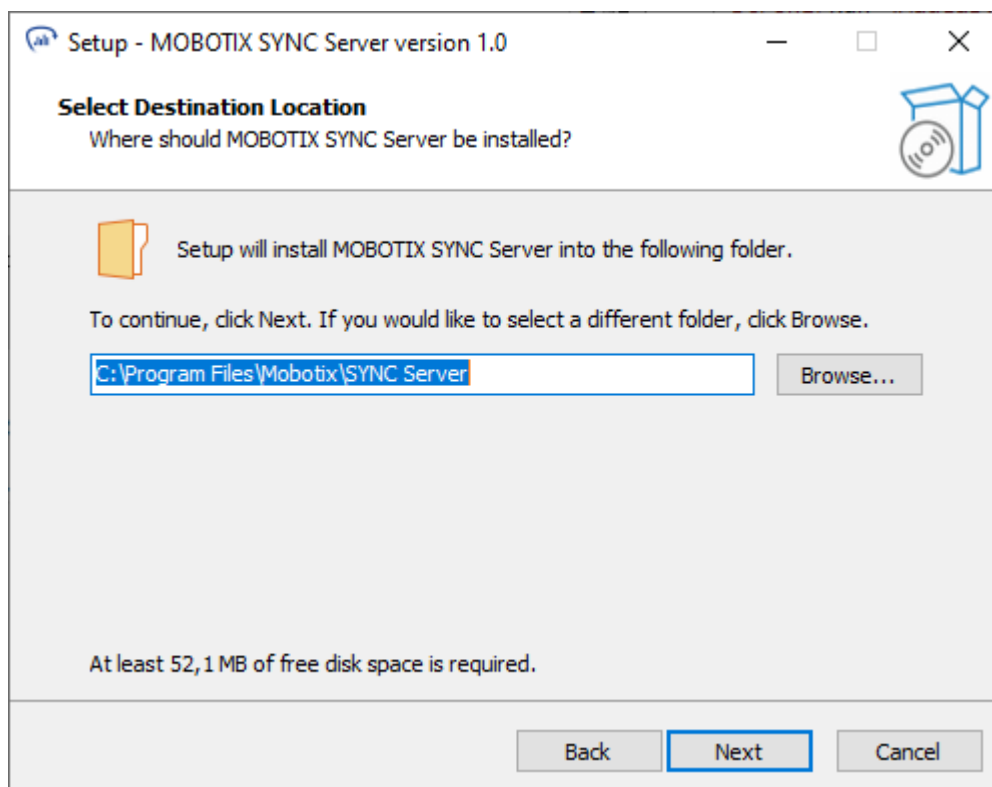 Setup - MOBOTIX SYNC Server version 1.0
Select Destination Location
Where should MOBOTIX SYNC Server be installed?
Setup will install MOBOTIX SYNC Server into the following folder.
To continue, click Next. If you would like to select a different folder, click Browse.
C:\Program Files\Mobotix\SYNC Server
Browse...
At least 52,1 MB of free disk space is required.
Back
Next
Cancel